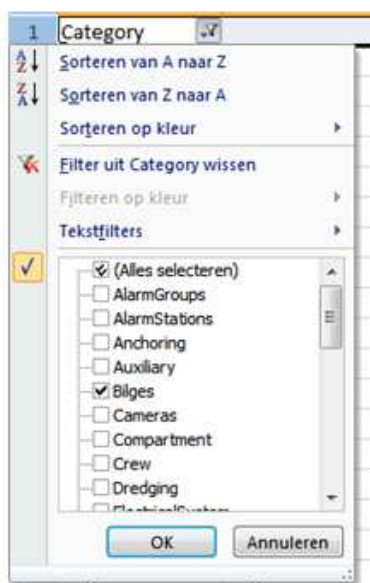 1 Category
Sorteren van A naar Z
Sorteren van Z naar A
Sorteren op kleur
Filter uit Category wissen
Filteren op kleur
Tekstfilters
(Alles selecteren)
AlarmGroups
AlarmStations
Anchoring
Auxiliary
Bilges
Cameras
Compartment
Crew
Dredging
ElectricalSystem
OK Annuleren